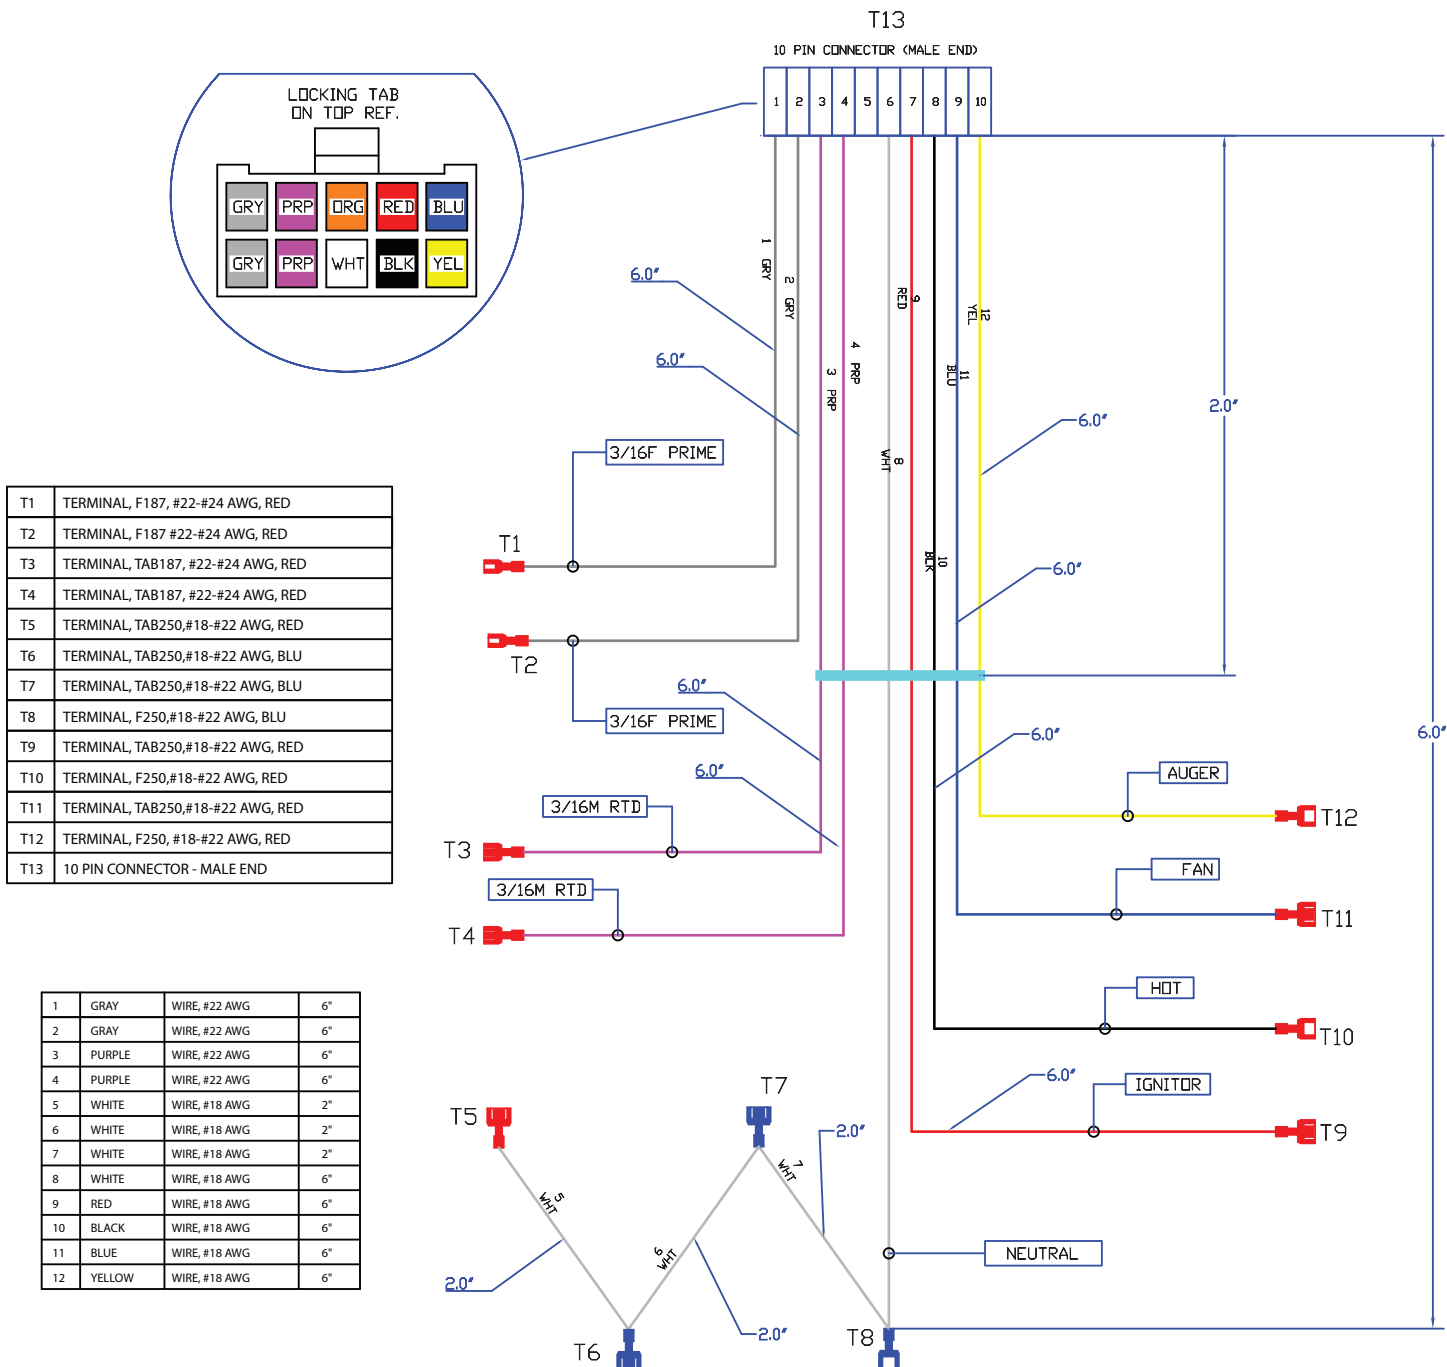 T13
10 PIN CONNECTOR (MALE END)
1 2 3 4 5 6 7 8 9 10
LOCKING TAB
ON TOP REF.
GRY PRP ORG RED BLU
GRY PRP WHT BLK YEL
1 GRY
2 GRY
3 PRP
4 PRP
8 WHT
9 RED
10 BLK
11 BLU
12 YEL
6.0"
6.0"
2.0"
6.0"
3/16F PRIME
T1
T2
3/16F PRIME
6.0"
6.0"
6.0"
6.0"
6.0"
6.0"
3/16M RTD
T3
3/16M RTD
T4
AUGER
T12
FAN
T11
HOT
T10
6.0"
IGNITOR
T9
T1 TERMINAL, F187, #22-#24 AWG, RED
T2 TERMINAL, F187 #22-#24 AWG, RED
T3 TERMINAL, TAB187, #22-#24 AWG, RED
T4 TERMINAL, TAB187, #22-#24 AWG, RED
T5 TERMINAL, TAB250,#18-#22 AWG, RED
T6 TERMINAL, TAB250,#18-#22 AWG, BLU
T7 TERMINAL, TAB250,#18-#22 AWG, BLU
T8 TERMINAL, F250,#18-#22 AWG, BLU
T9 TERMINAL, TAB250,#18-#22 AWG, RED
T10 TERMINAL, F250,#18-#22 AWG, RED
T11 TERMINAL, TAB250,#18-#22 AWG, RED
T12 TERMINAL, F250, #18-#22 AWG, RED
T13 10 PIN CONNECTOR - MALE END
1 GRAY WIRE, #22 AWG 6"
2 GRAY WIRE, #22 AWG 6"
3 PURPLE WIRE, #22 AWG 6"
4 PURPLE WIRE, #22 AWG 6"
5 WHITE WIRE, #18 AWG 2"
6 WHITE WIRE, #18 AWG 2"
7 WHITE WIRE, #18 AWG 2"
8 WHITE WIRE, #18 AWG 6"
9 RED WIRE, #18 AWG 6"
10 BLACK WIRE, #18 AWG 6"
11 BLUE WIRE, #18 AWG 6"
12 YELLOW WIRE, #18 AWG 6"
T5
T7
2.0"
5 WHT
6 WHT
7 WHT
2.0"
2.0"
NEUTRAL
T6
T8